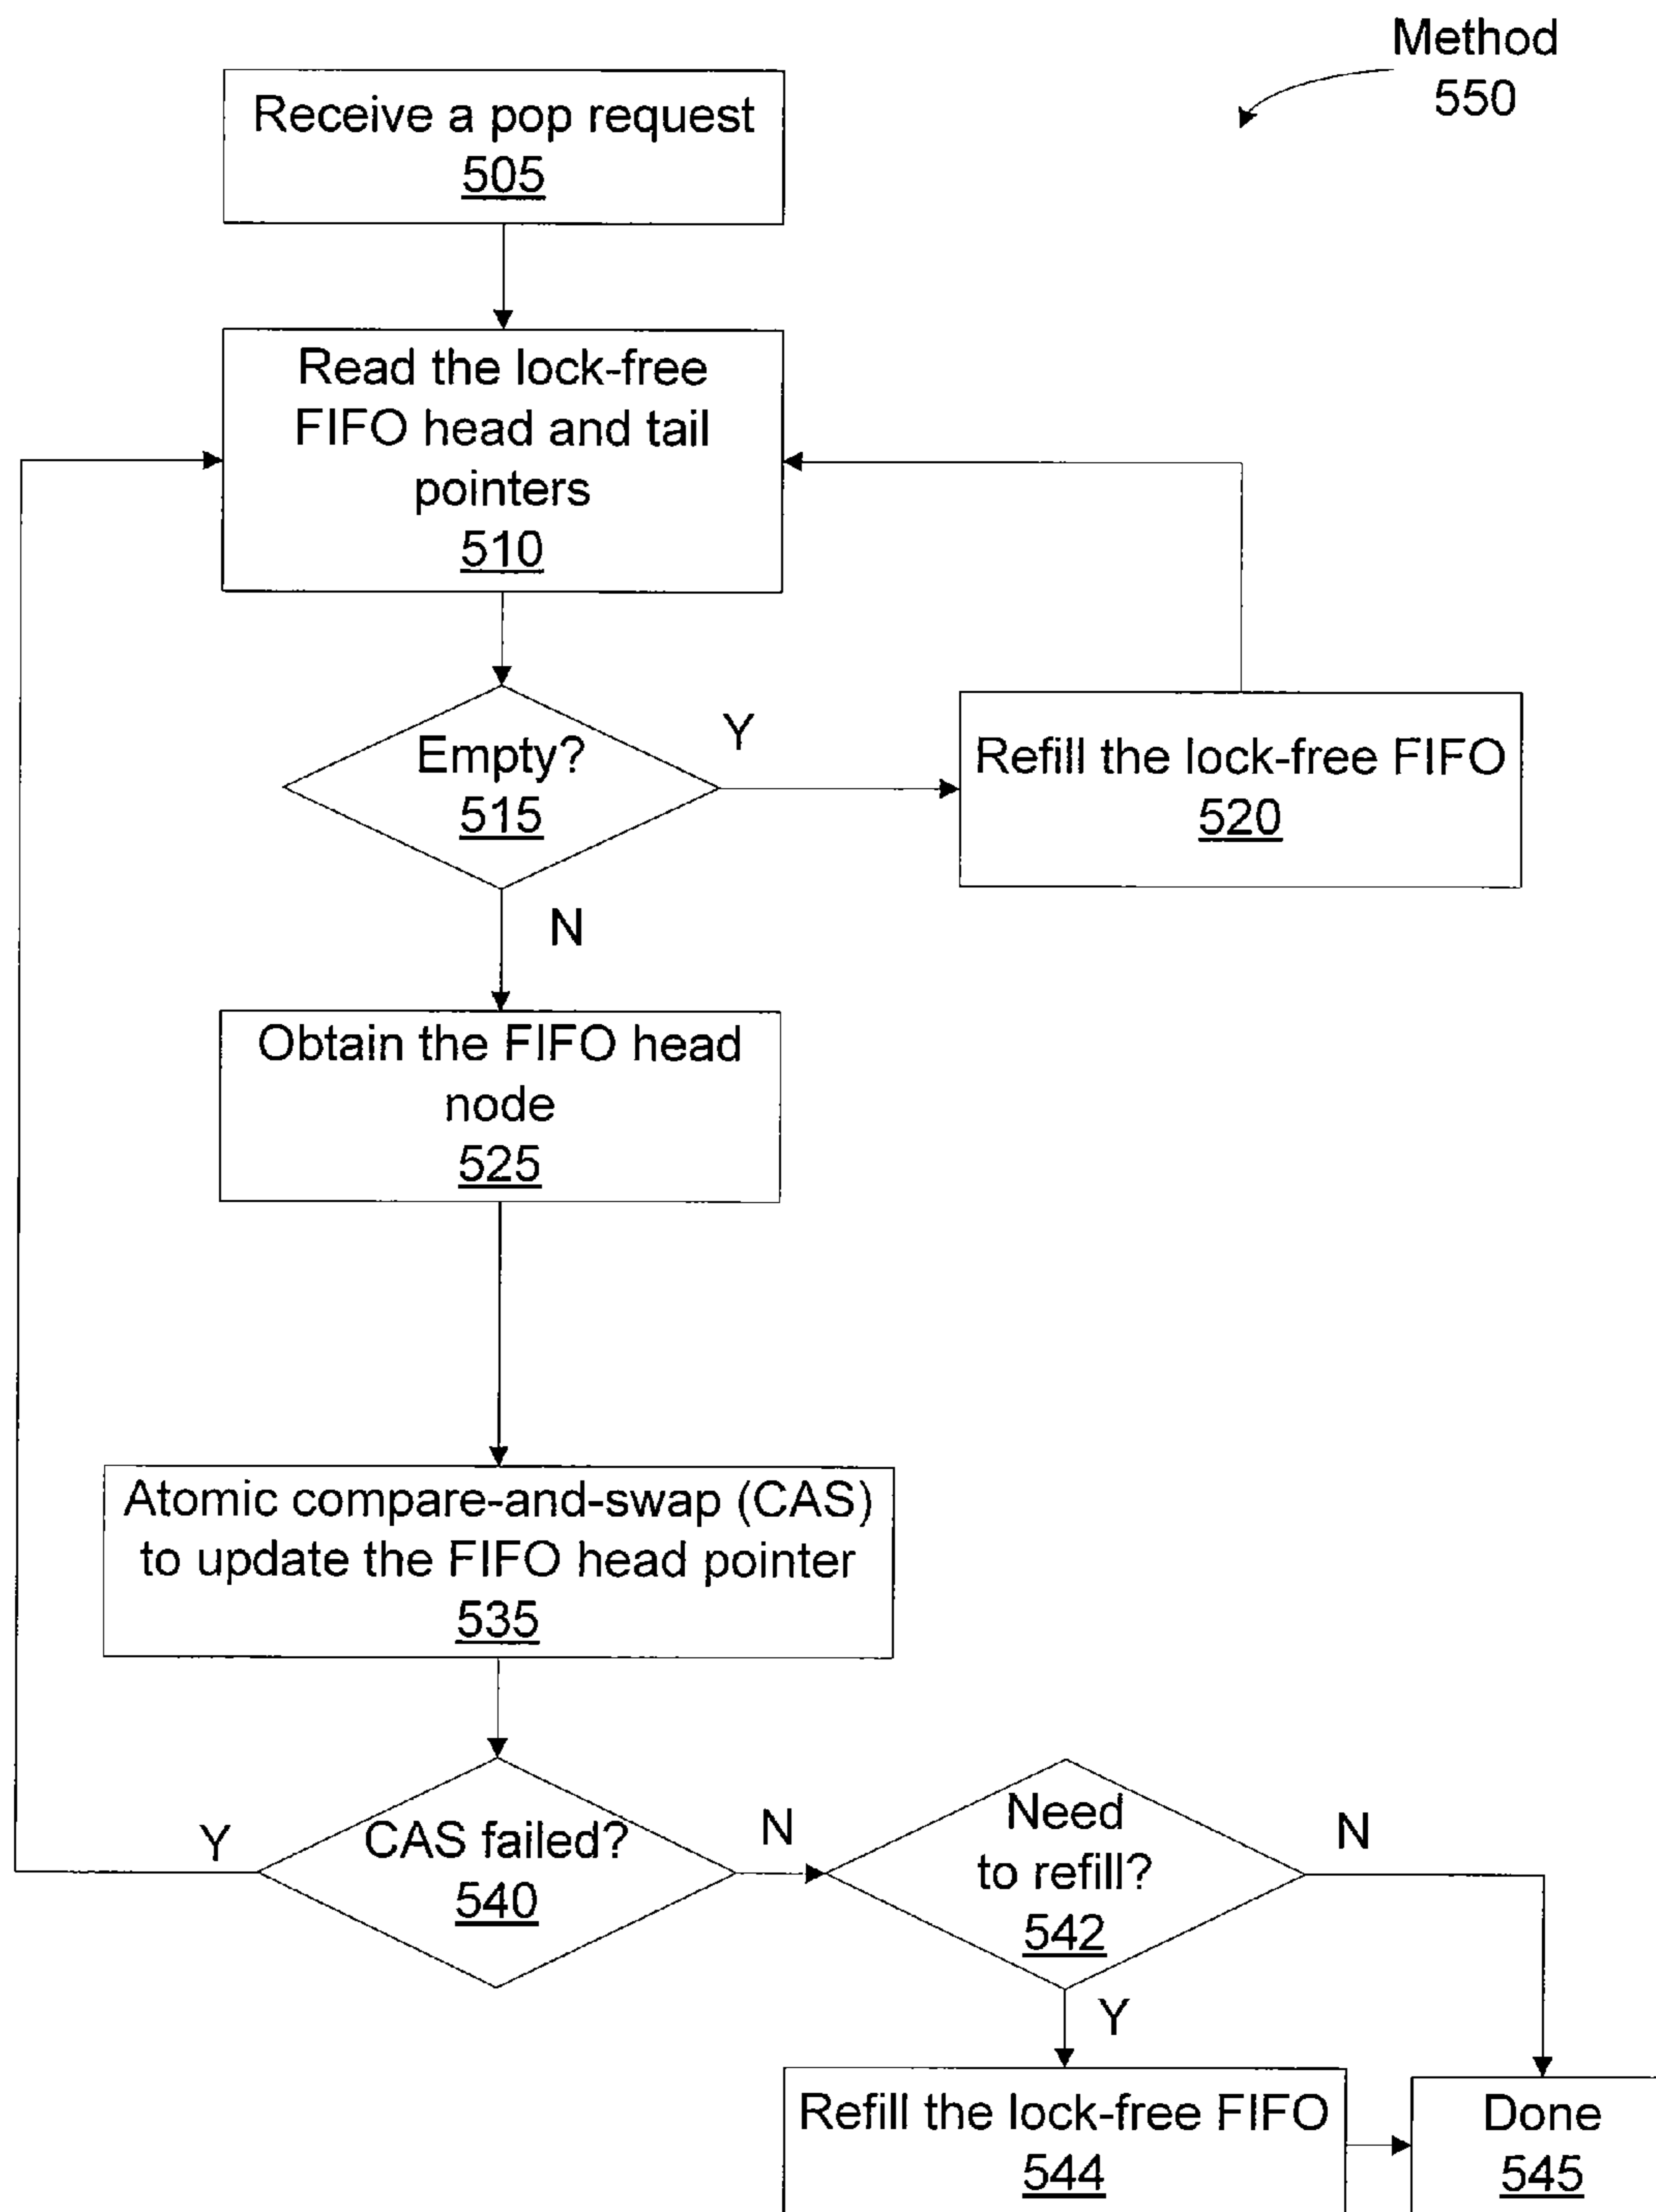 Method
550
Receive a pop request
505
Read the lock-free
FIFO head and tail
pointers
510
Empty?
515
Y
N
Refill the lock-free FIFO
520
Obtain the FIFO head
node
525
Atomic compare-and-swap (CAS)
to update the FIFO head pointer
535
CAS failed?
540
Y
N
Need
to refill?
542
N
Y
Refill the lock-free FIFO
544
Done
545